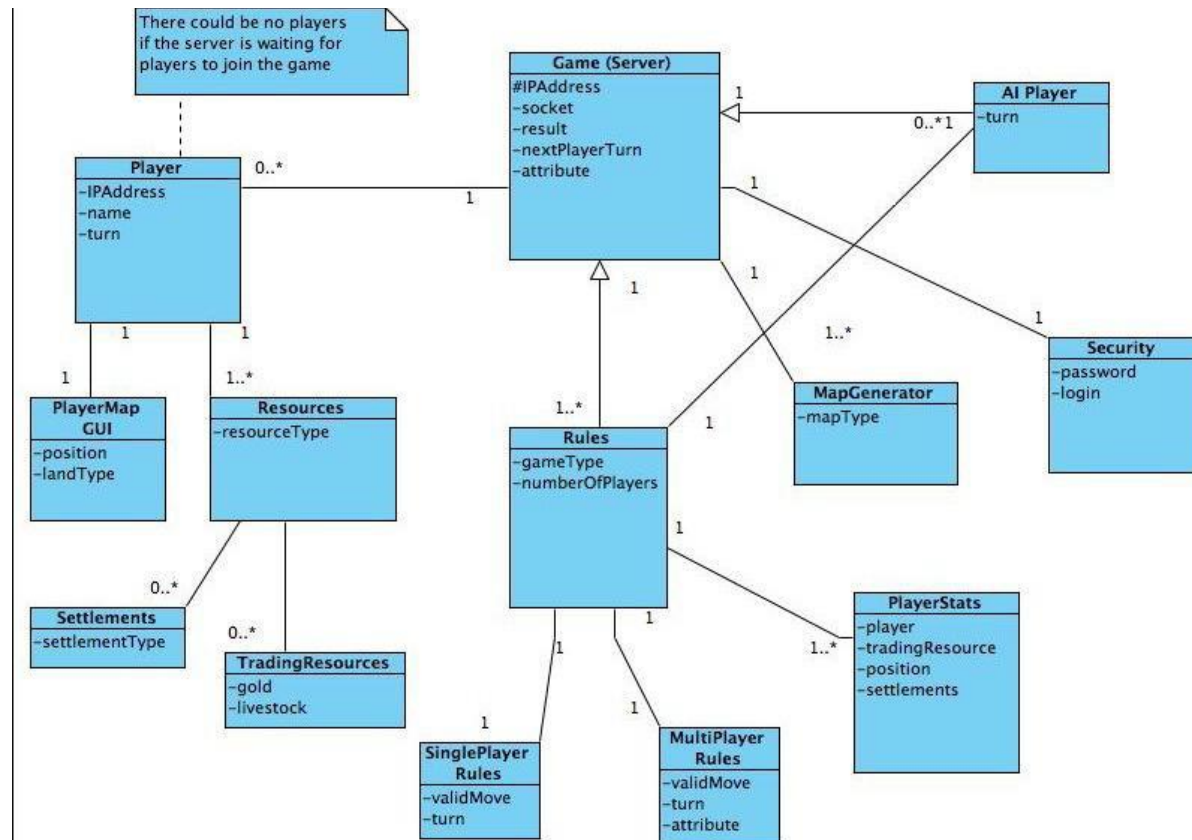 There could be no players
if the server is waiting for
players to join the game
Game (Server)
#IPAddress
-socket
-result
-nextPlayerTurn
-attribute
1
0..*1
AI Player
-turn
Player
-IPAddress
-name
-turn
0..*
1
1
1
1
1
1..*
1
Security
-password
-login
1
1
1
1..*
PlayerMap
GUI
-position
-landType
Resources
-resourceType
MapGenerator
-mapType
1..*
1
Rules
-gameType
-numberOfPlayers
1
1..*
PlayerStats
-player
-tradingResource
-position
-settlements
0..*
Settlements
-settlementType
0..*
TradingResources
-gold
-livestock
1
1
1
1
SinglePlayer
Rules
-validMove
-turn
MultiPlayer
Rules
-validMove
-turn
-attribute